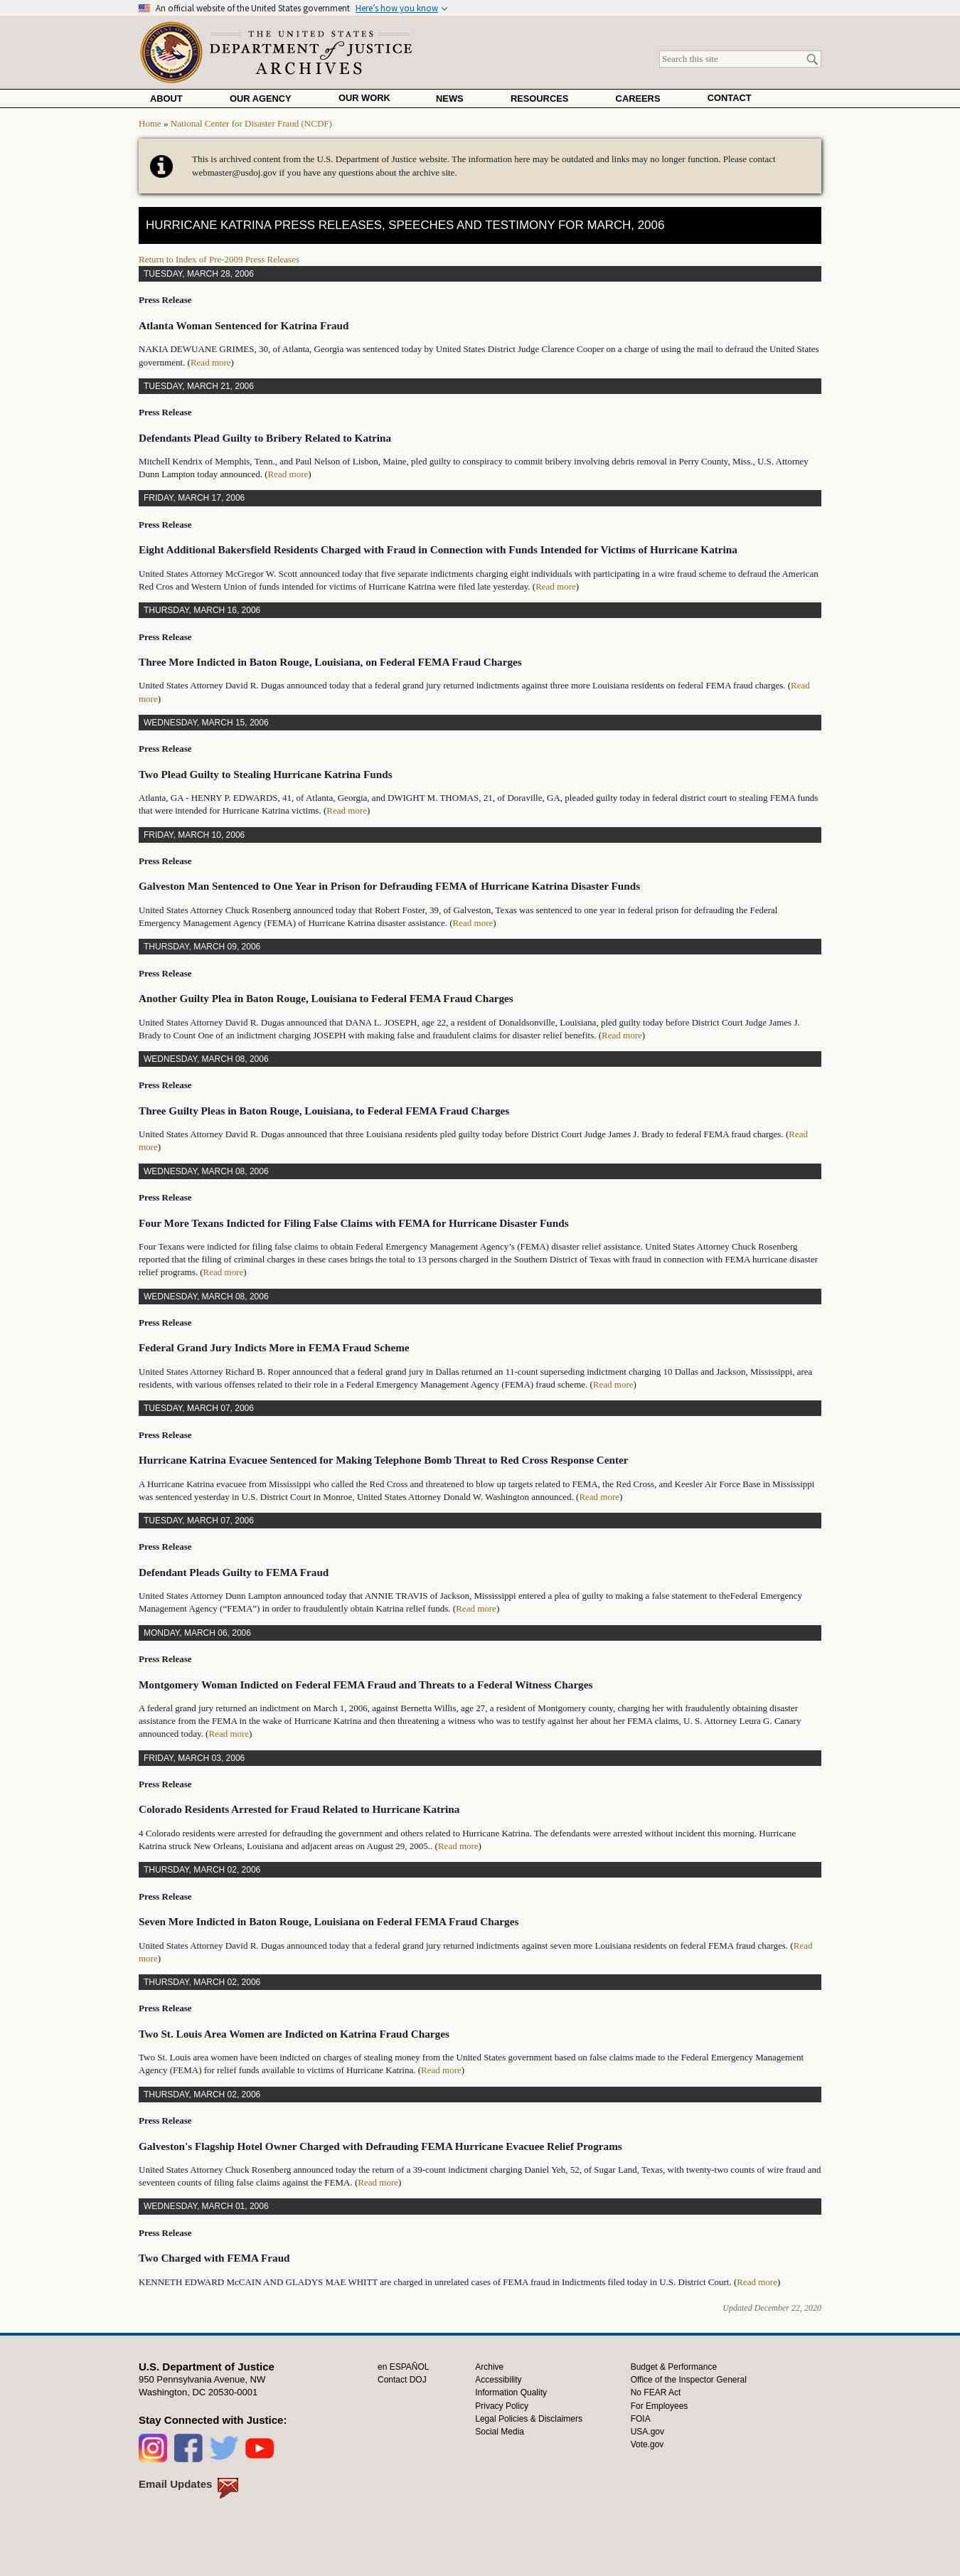 An official website of the United States government Here's how you know
THE UNITED STATES
DEPARTMENT of JUSTICE
ARCHIVES
Search this site
ABOUT OUR AGENCY OUR WORK NEWS RESOURCES CAREERS CONTACT
Home » National Center for Disaster Fraud (NCDF)
This is archived content from the U.S. Department of Justice website. The information here may be outdated and links may no longer function. Please contact
webmaster@usdoj.gov if you have any questions about the archive site.
HURRICANE KATRINA PRESS RELEASES, SPEECHES AND TESTIMONY FOR MARCH, 2006
Return to Index of Pre-2009 Press Releases
TUESDAY, MARCH 28, 2006
Press Release
Atlanta Woman Sentenced for Katrina Fraud
NAKIA DEWUANE GRIMES, 30, of Atlanta, Georgia was sentenced today by United States District Judge Clarence Cooper on a charge of using the mail to defraud the United States
government. (Read more)
TUESDAY, MARCH 21, 2006
Press Release
Defendants Plead Guilty to Bribery Related to Katrina
Mitchell Kendrix of Memphis, Tenn., and Paul Nelson of Lisbon, Maine, pled guilty to conspiracy to commit bribery involving debris removal in Perry County, Miss., U.S. Attorney
Dunn Lampton today announced. (Read more)
FRIDAY, MARCH 17, 2006
Press Release
Eight Additional Bakersfield Residents Charged with Fraud in Connection with Funds Intended for Victims of Hurricane Katrina
United States Attorney McGregor W. Scott announced today that five separate indictments charging eight individuals with participating in a wire fraud scheme to defraud the American
Red Cros and Western Union of funds intended for victims of Hurricane Katrina were filed late yesterday. (Read more)
THURSDAY, MARCH 16, 2006
Press Release
Three More Indicted in Baton Rouge, Louisiana, on Federal FEMA Fraud Charges
United States Attorney David R. Dugas announced today that a federal grand jury returned indictments against three more Louisiana residents on federal FEMA fraud charges. (Read
more)
WEDNESDAY, MARCH 15, 2006
Press Release
Two Plead Guilty to Stealing Hurricane Katrina Funds
Atlanta, GA - HENRY P. EDWARDS, 41, of Atlanta, Georgia, and DWIGHT M. THOMAS, 21, of Doraville, GA, pleaded guilty today in federal district court to stealing FEMA funds
that were intended for Hurricane Katrina victims. (Read more)
FRIDAY, MARCH 10, 2006
Press Release
Galveston Man Sentenced to One Year in Prison for Defrauding FEMA of Hurricane Katrina Disaster Funds
United States Attorney Chuck Rosenberg announced today that Robert Foster, 39, of Galveston, Texas was sentenced to one year in federal prison for defrauding the Federal
Emergency Management Agency (FEMA) of Hurricane Katrina disaster assistance. (Read more)
THURSDAY, MARCH 09, 2006
Press Release
Another Guilty Plea in Baton Rouge, Louisiana to Federal FEMA Fraud Charges
United States Attorney David R. Dugas announced that DANA L. JOSEPH, age 22, a resident of Donaldsonville, Louisiana, pled guilty today before District Court Judge James J.
Brady to Count One of an indictment charging JOSEPH with making false and fraudulent claims for disaster relief benefits. (Read more)
WEDNESDAY, MARCH 08, 2006
Press Release
Three Guilty Pleas in Baton Rouge, Louisiana, to Federal FEMA Fraud Charges
United States Attorney David R. Dugas announced that three Louisiana residents pled guilty today before District Court Judge James J. Brady to federal FEMA fraud charges. (Read
more)
WEDNESDAY, MARCH 08, 2006
Press Release
Four More Texans Indicted for Filing False Claims with FEMA for Hurricane Disaster Funds
Four Texans were indicted for filing false claims to obtain Federal Emergency Management Agency's (FEMA) disaster relief assistance. United States Attorney Chuck Rosenberg
reported that the filing of criminal charges in these cases brings the total to 13 persons charged in the Southern District of Texas with fraud in connection with FEMA hurricane disaster
relief programs. (Read more)
WEDNESDAY, MARCH 08, 2006
Press Release
Federal Grand Jury Indicts More in FEMA Fraud Scheme
United States Attorney Richard B. Roper announced that a federal grand jury in Dallas returned an 11-count superseding indictment charging 10 Dallas and Jackson, Mississippi, area
residents, with various offenses related to their role in a Federal Emergency Management Agency (FEMA) fraud scheme. (Read more)
TUESDAY, MARCH 07, 2006
Press Release
Hurricane Katrina Evacuee Sentenced for Making Telephone Bomb Threat to Red Cross Response Center
A Hurricane Katrina evacuee from Mississippi who called the Red Cross and threatened to blow up targets related to FEMA, the Red Cross, and Keesler Air Force Base in Mississippi
was sentenced yesterday in U.S. District Court in Monroe, United States Attorney Donald W. Washington announced. (Read more)
TUESDAY, MARCH 07, 2006
Press Release
Defendant Pleads Guilty to FEMA Fraud
United States Attorney Dunn Lampton announced today that ANNIE TRAVIS of Jackson, Mississippi entered a plea of guilty to making a false statement to theFederal Emergency
Management Agency (“FEMA”) in order to fraudulently obtain Katrina relief funds. (Read more)
MONDAY, MARCH 06, 2006
Press Release
Montgomery Woman Indicted on Federal FEMA Fraud and Threats to a Federal Witness Charges
A federal grand jury returned an indictment on March 1, 2006, against Bernetta Willis, age 27, a resident of Montgomery county, charging her with fraudulently obtaining disaster
assistance from the FEMA in the wake of Hurricane Katrina and then threatening a witness who was to testify against her about her FEMA claims, U. S. Attorney Leura G. Canary
announced today. (Read more)
FRIDAY, MARCH 03, 2006
Press Release
Colorado Residents Arrested for Fraud Related to Hurricane Katrina
4 Colorado residents were arrested for defrauding the government and others related to Hurricane Katrina. The defendants were arrested without incident this morning. Hurricane
Katrina struck New Orleans, Louisiana and adjacent areas on August 29, 2005.. (Read more)
THURSDAY, MARCH 02, 2006
Press Release
Seven More Indicted in Baton Rouge, Louisiana on Federal FEMA Fraud Charges
United States Attorney David R. Dugas announced today that a federal grand jury returned indictments against seven more Louisiana residents on federal FEMA fraud charges. (Read
more)
THURSDAY, MARCH 02, 2006
Press Release
Two St. Louis Area Women are Indicted on Katrina Fraud Charges
Two St. Louis area women have been indicted on charges of stealing money from the United States government based on false claims made to the Federal Emergency Management
Agency (FEMA) for relief funds available to victims of Hurricane Katrina. (Read more)
THURSDAY, MARCH 02, 2006
Press Release
Galveston's Flagship Hotel Owner Charged with Defrauding FEMA Hurricane Evacuee Relief Programs
United States Attorney Chuck Rosenberg announced today the return of a 39-count indictment charging Daniel Yeh, 52, of Sugar Land, Texas, with twenty-two counts of wire fraud and
seventeen counts of filing false claims against the FEMA. (Read more)
WEDNESDAY, MARCH 01, 2006
Press Release
Two Charged with FEMA Fraud
KENNETH EDWARD McCAIN AND GLADYS MAE WHITT are charged in unrelated cases of FEMA fraud in Indictments filed today in U.S. District Court. (Read more)
Updated December 22, 2020
U.S. Department of Justice
950 Pennsylvania Avenue, NW
Washington, DC 20530-0001
Stay Connected with Justice:
Email Updates
en ESPAÑOL
Contact DOJ
Archive
Accessibility
Information Quality
Privacy Policy
Legal Policies & Disclaimers
Social Media
Budget & Performance
Office of the Inspector General
No FEAR Act
For Employees
FOIA
USA.gov
Vote.gov